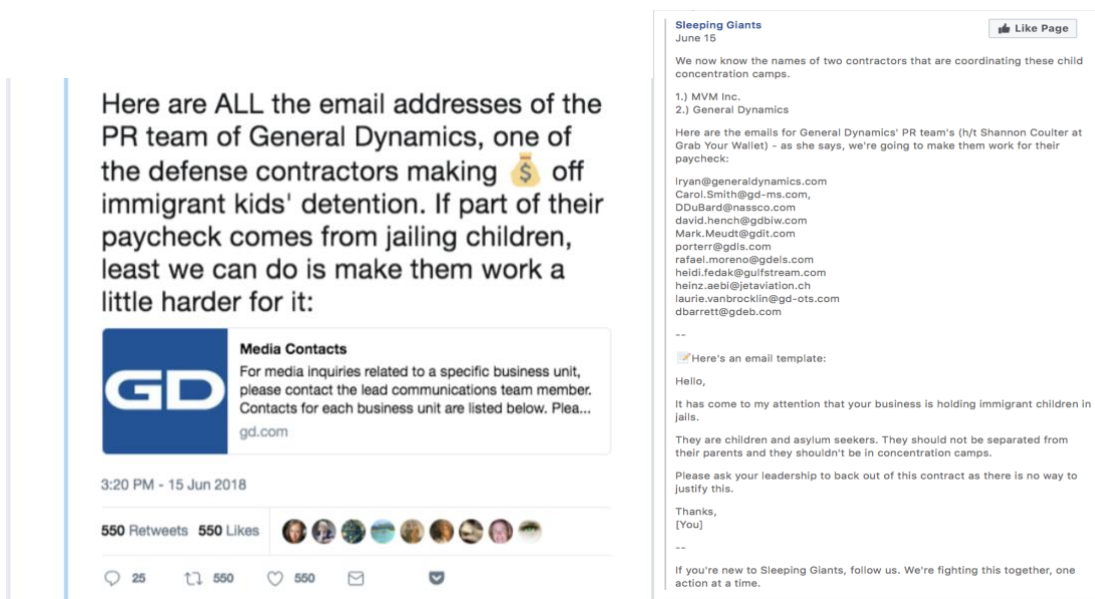 Here are ALL the email addresses of the
PR team of General Dynamics, one of
the defense contractors making 💰 off
immigrant kids' detention. If part of their
paycheck comes from jailing children,
least we can do is make them work a
little harder for it:
GD
Media Contacts
For media inquiries related to a specific business unit,
please contact the lead communications team member.
Contacts for each business unit are listed below. Plea...
gd.com
3:20 PM - 15 Jun 2018
550 Retweets 550 Likes
25 550 550
Sleeping Giants
June 15
Like Page
We now know the names of two contractors that are coordinating these child
concentration camps.
1.) MVM Inc.
2.) General Dynamics
Here are the emails for General Dynamics' PR team's (h/t Shannon Coulter at
Grab Your Wallet) - as she says, we're going to make them work for their
paycheck:
lryan@generaldynamics.com
Carol.Smith@gd-ms.com,
DDuBard@nassco.com
david.hench@gdbiw.com
Mark.Meudt@gdit.com
porterr@gdls.com
rafael.moreno@gdels.com
heidi.fedak@gulfstream.com
heinz.aebi@jetaviation.ch
laurie.vanbrocklin@gd-ots.com
dbarrett@gdeb.com
--
📝Here's an email template:
Hello,
It has come to my attention that your business is holding immigrant children in
jails.
They are children and asylum seekers. They should not be separated from
their parents and they shouldn't be in concentration camps.
Please ask your leadership to back out of this contract as there is no way to
justify this.
Thanks,
[You]
--
If you're new to Sleeping Giants, follow us. We're fighting this together, one
action at a time.